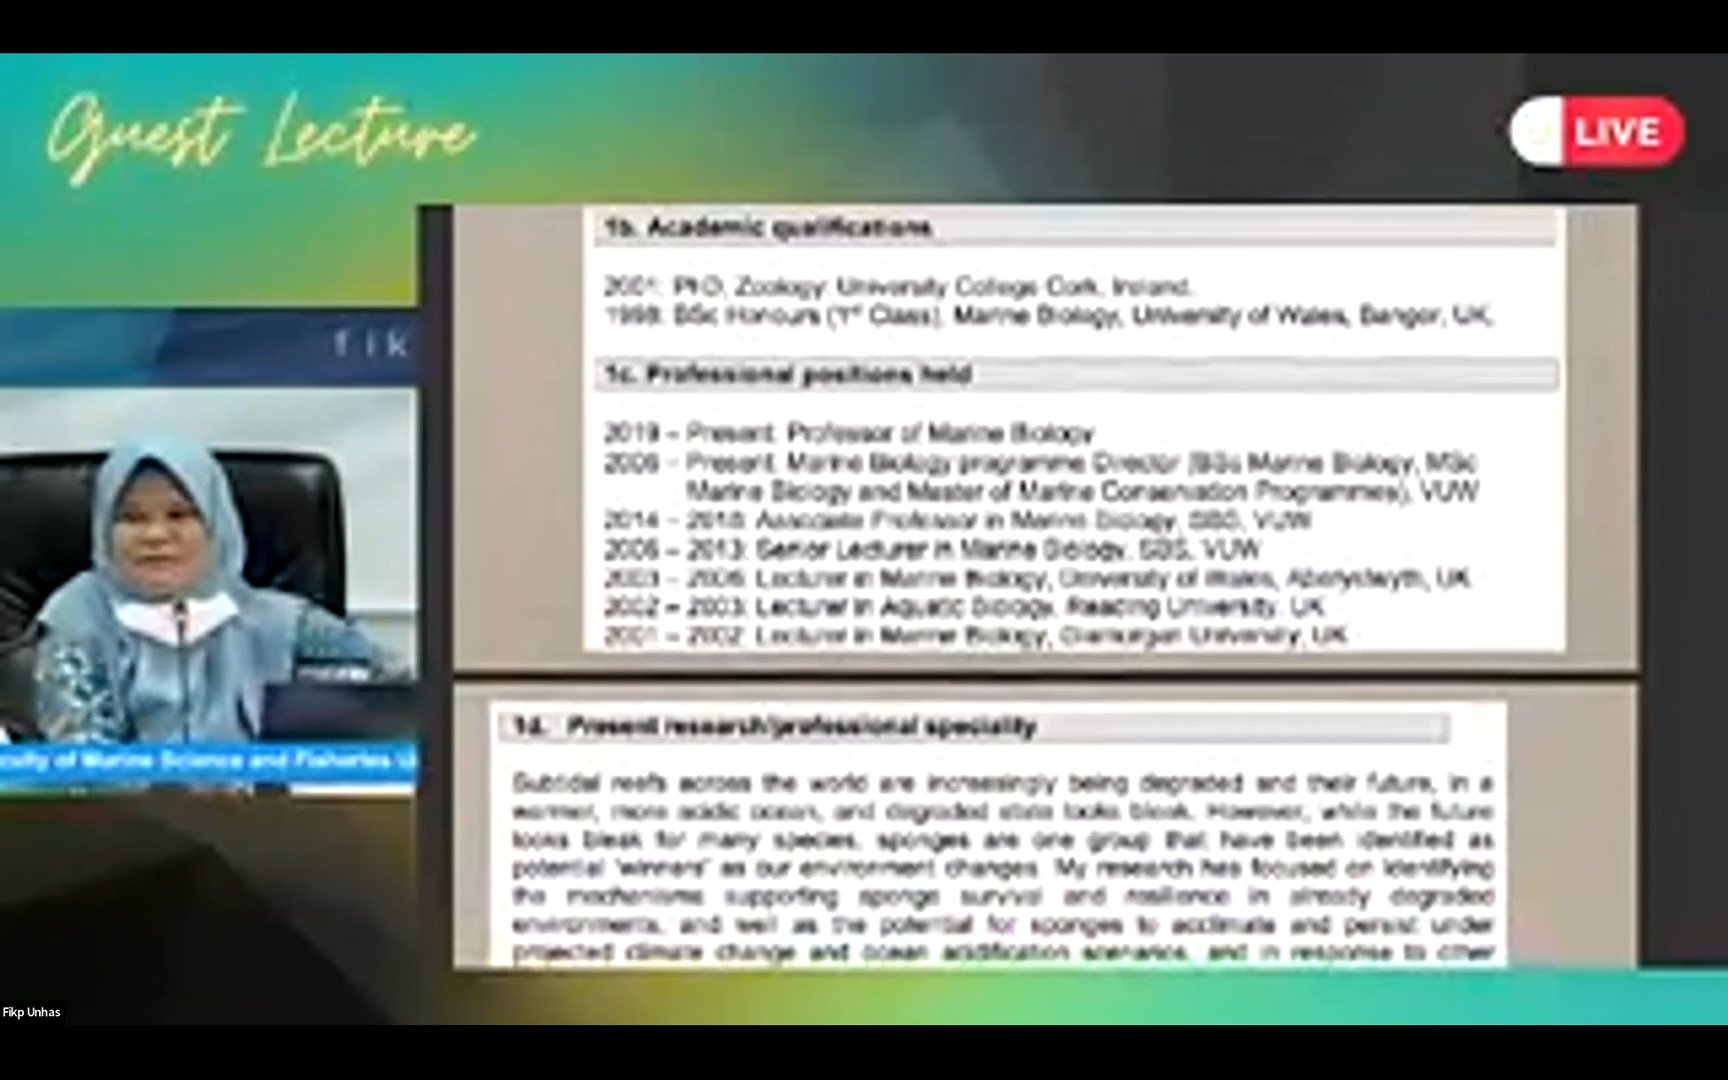 Guest Lecture
LIVE
fik
1b. Academic qualifications
2001: PhD, Zoology: University College Cork, Ireland.
1998: BSc Honours (1st Class), Marine Biology, University of Wales, Bangor, UK.
1c. Professional positions held
2019 – Present: Professor of Marine Biology
2006 – Present: Marine Biology programme Director (BSc Marine Biology, MSc
Marine Biology and Master of Marine Conservation Programmes), VUW
2014 – 2018: Associate Professor in Marine Biology, SBS, VUW
2006 – 2013: Senior Lecturer in Marine Biology, SBS, VUW
2003 – 2006: Lecturer in Marine Biology, University of Wales, Aberystwyth, UK
2002 – 2003: Lecturer in Aquatic Biology, Reading University, UK
2001 – 2002: Lecturer in Marine Biology, Glamorgan University, UK
culty of Marine Science and Fisheries U
1d. Present research/professional speciality
Subtidal reefs across the world are increasingly being degraded and their future, in a
warmer, more acidic ocean, and degraded state looks bleak. However, while the future
looks bleak for many species, sponges are one group that have been identified as
potential 'winners' as our environment changes. My research has focused on identifying
the mechanisms supporting sponge survival and resilience in already degraded
environments, and well as the potential for sponges to acclimate and persist under
projected climate change and ocean acidification scenarios, and in response to other
Fikp Unhas